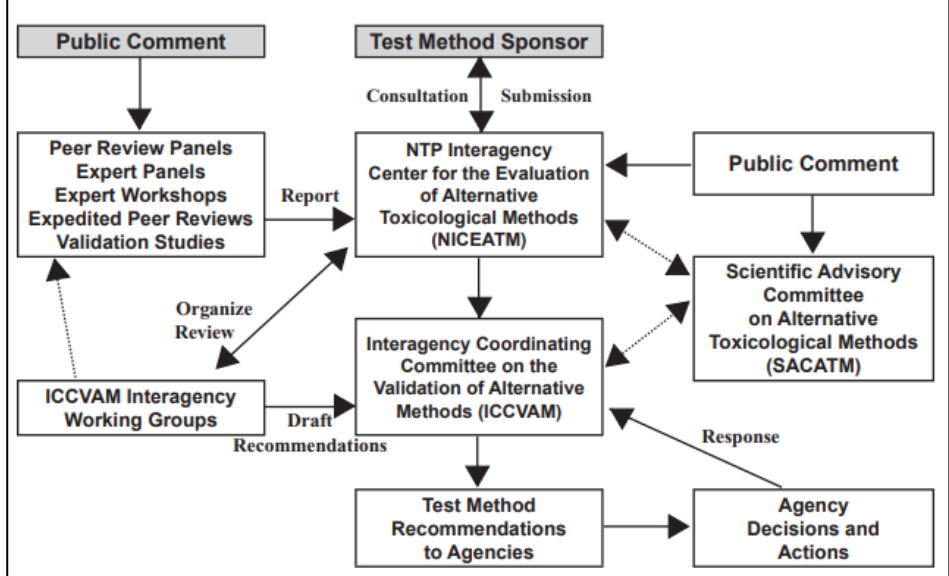 Public Comment
Test Method Sponsor
Consultation
Submission
Peer Review Panels
Expert Panels
Expert Workshops
Expedited Peer Reviews
Validation Studies
Report
NTP Interagency
Center for the Evaluation
of Alternative
Toxicological Methods
(NICEATM)
Public Comment
Organize
Review
Scientific Advisory
Committee
on Alternative
Toxicological Methods
(SACATM)
ICCVAM Interagency
Working Groups
Draft
Recommendations
Interagency Coordinating
Committee on the
Validation of Alternative
Methods (ICCVAM)
Response
Test Method
Recommendations
to Agencies
Agency
Decisions and
Actions